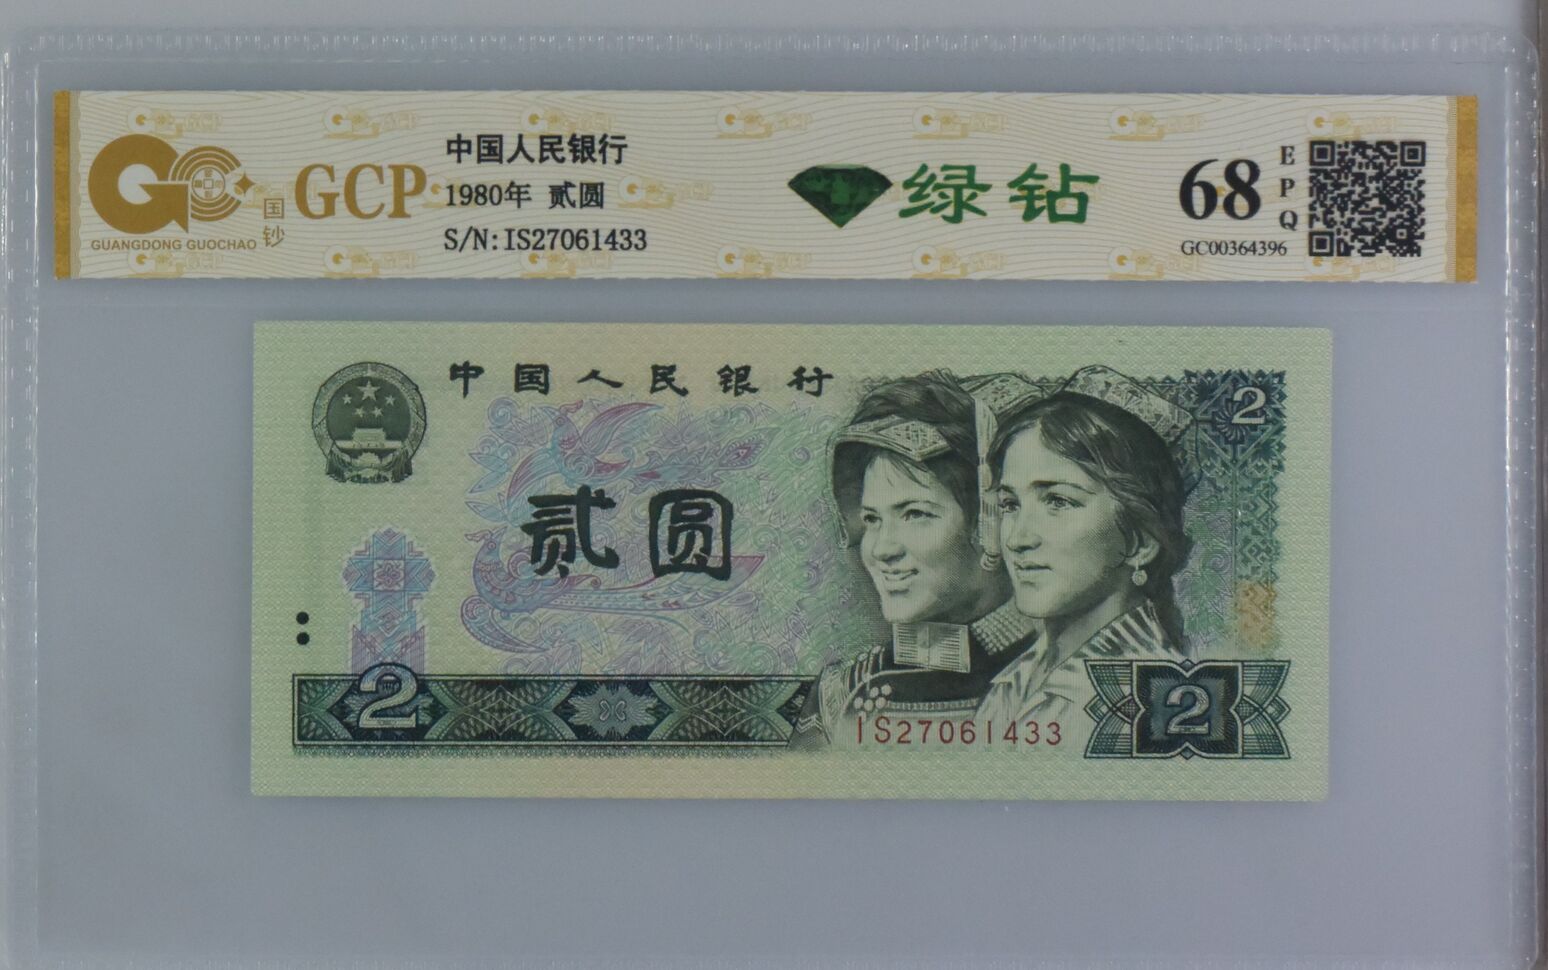 GUANGDONG GUOCHAO
国钞
GCP
中国人民银行
1980年 贰圆
S/N:IS27061433
绿钻
68
EPQ
GC00364396
中国人民银行
2
贰圆
2
IS27061433
2